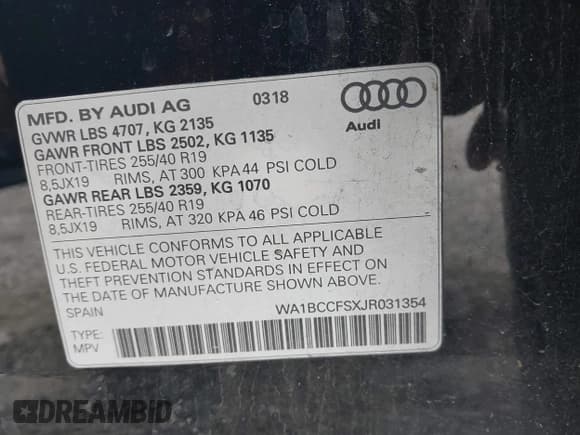 MFD. BY AUDI AG 0318
GVWR LBS 4707, KG 2135
GAWR FRONT LBS 2502, KG 1135
Audi
FRONT-TIRES 255/40 R19
8,5JX19 RIMS, AT 300 KPA 44 PSI COLD
GAWR REAR LBS 2359, KG 1070
REAR-TIRES 255/40 R19
8,5JX19 RIMS, AT 320 KPA 46 PSI COLD
THIS VEHICLE CONFORMS TO ALL APPLICABLE
U.S. FEDERAL MOTOR VEHICLE SAFETY AND
THEFT PREVENTION STANDARDS IN EFFECT ON
THE DATE OF MANUFACTURE SHOWN ABOVE.
SPAIN WA1BCCFSXJR031354
TYPE:
MPV
DREAMBID